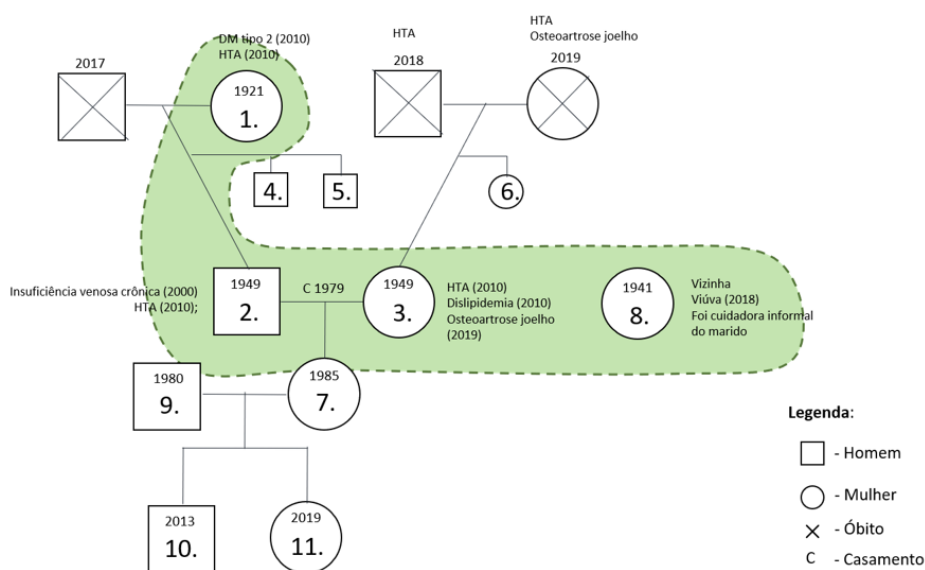 DM tipo 2 (2010)
HTA (2010)
2017
1921
1.
HTA
2018
HTA
Osteoartrose joelho
2019
4.
5.
6.
Insuficiência venosa crônica (2000)
HTA (2010);
1949
2.
C 1979
1949
3.
HTA (2010)
Dislipidemia (2010)
Osteoartrose joelho
(2019)
1941
8.
Vizinha
Viúva (2018)
Foi cuidadora informal
do marido
1980
9.
1985
7.
2013
10.
2019
11.
Legenda:
- Homem
- Mulher
- Óbito
C - Casamento